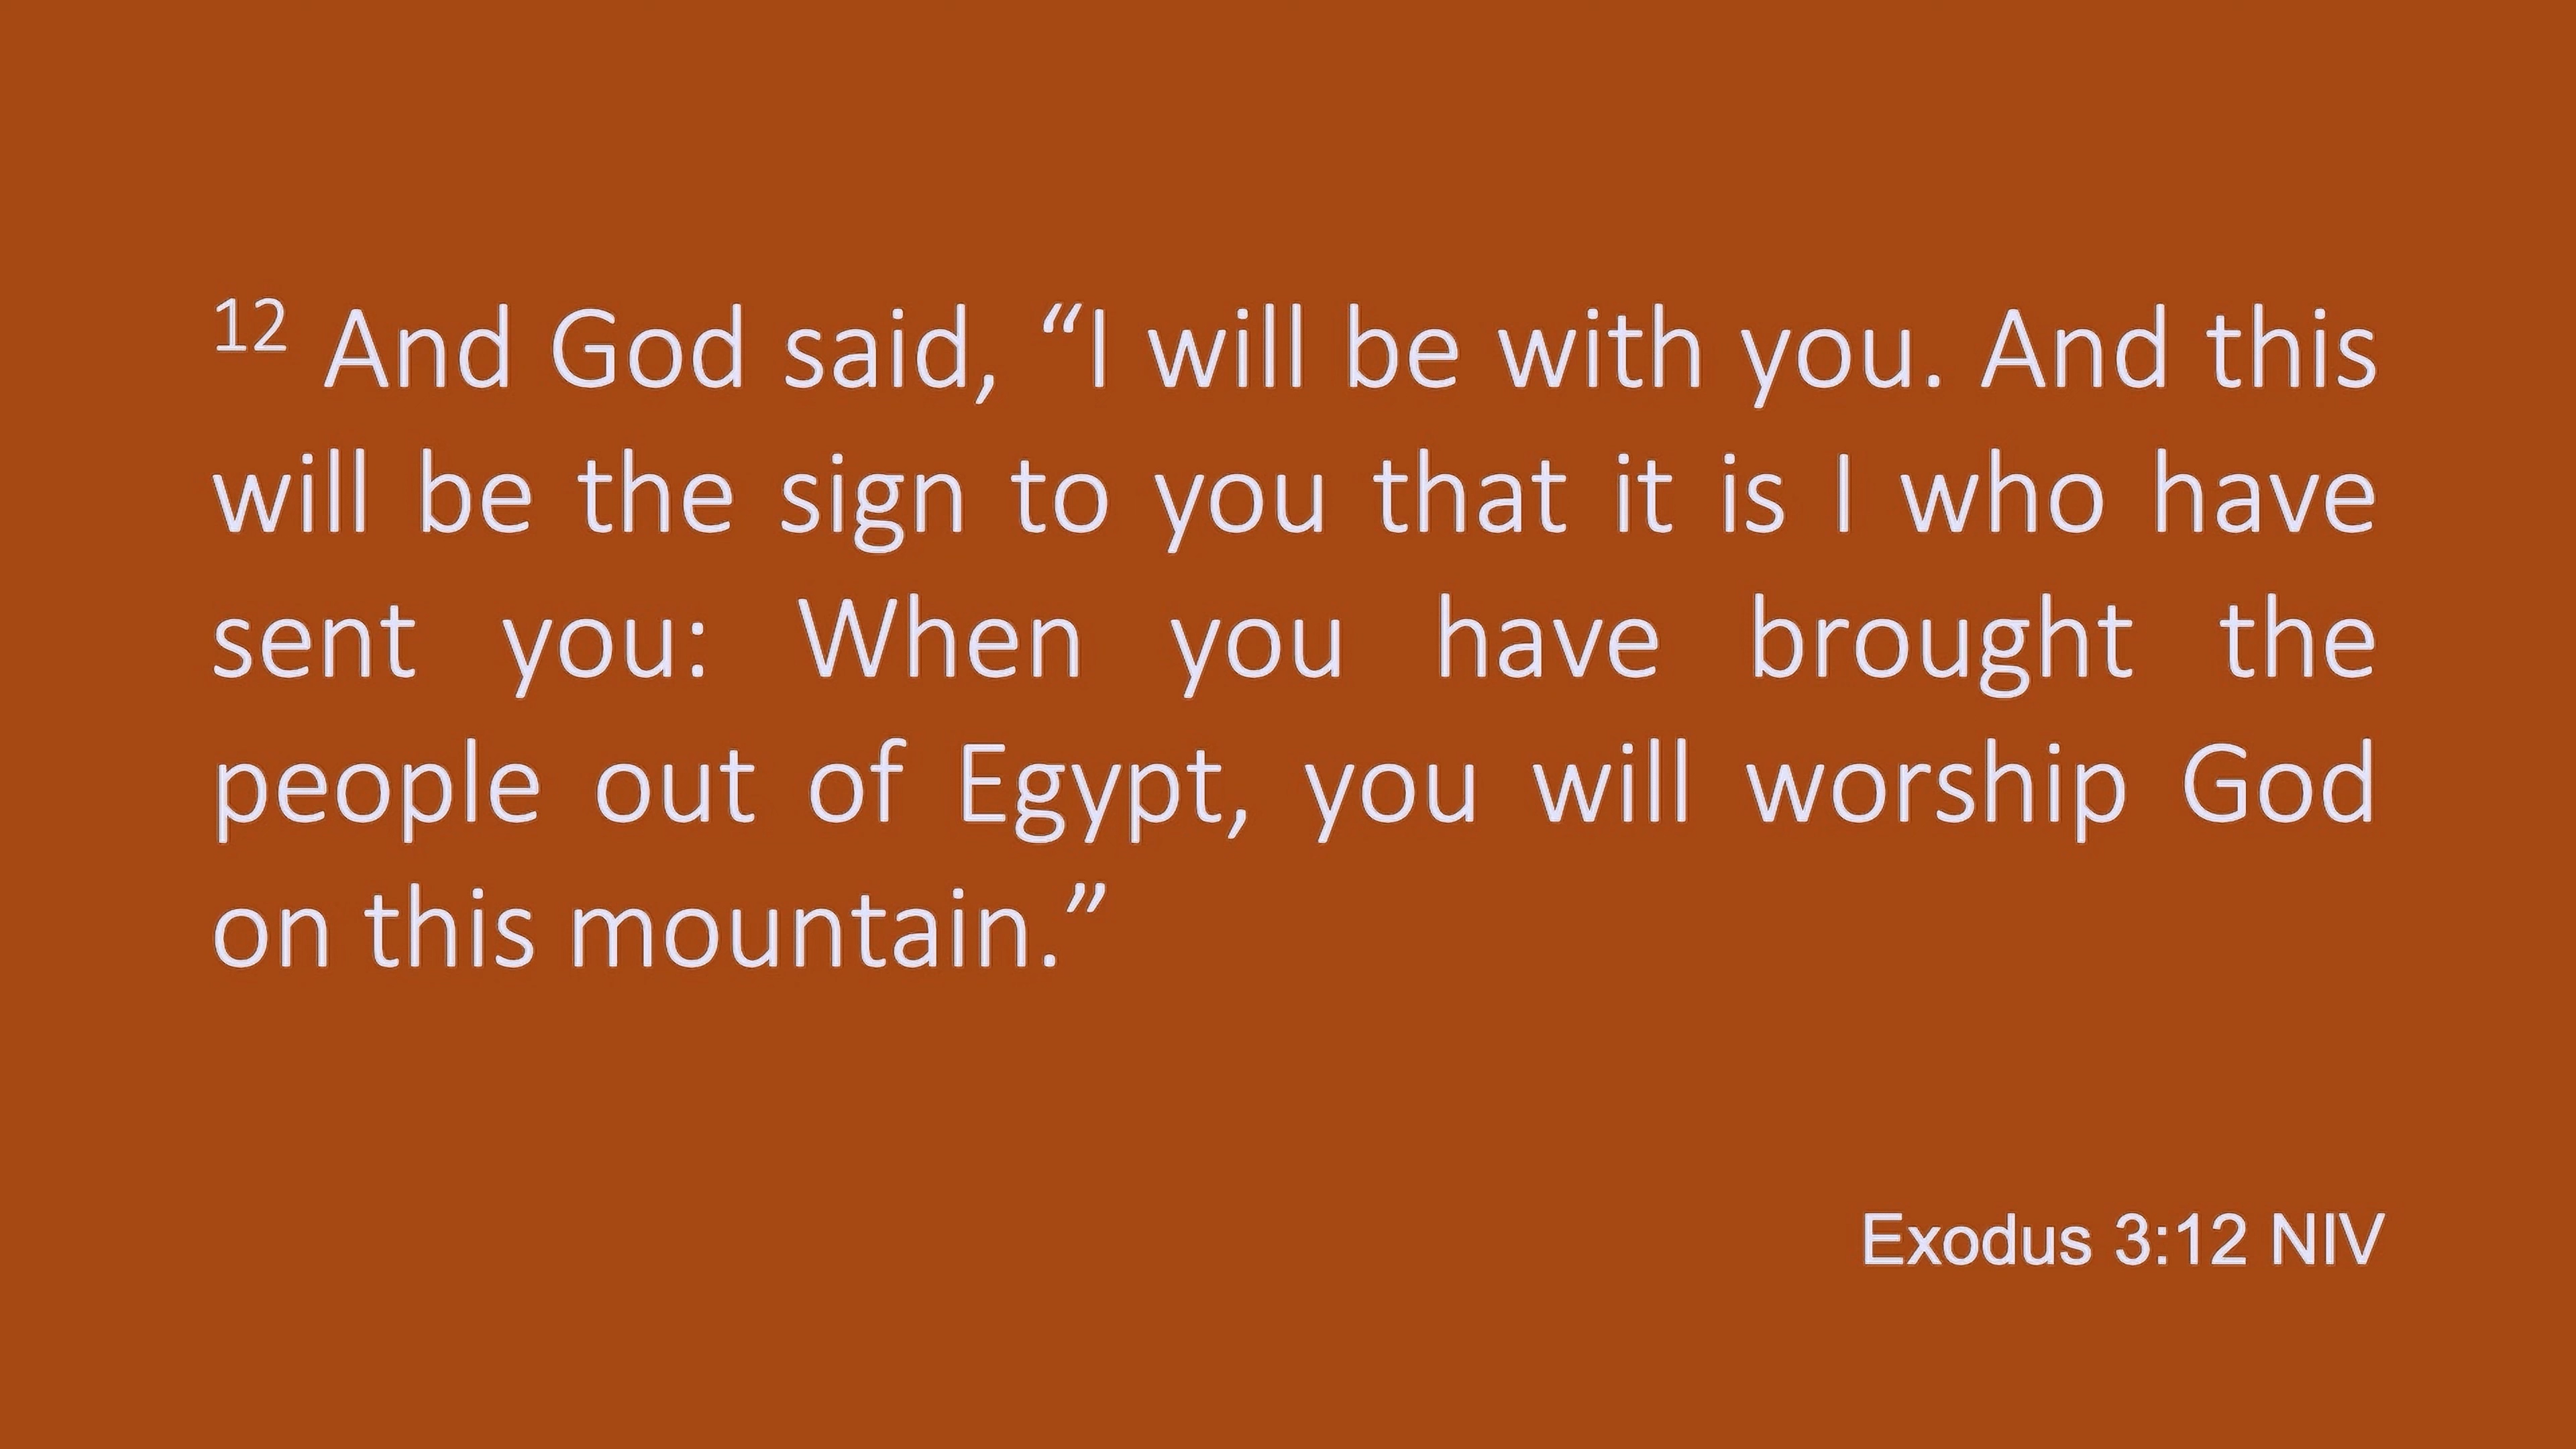 12 And God said, “I will be with you. And this
will be the sign to you that it is I who have
sent you: When you have brought the
people out of Egypt, you will worship God
on this mountain.”
Exodus 3:12 NIV